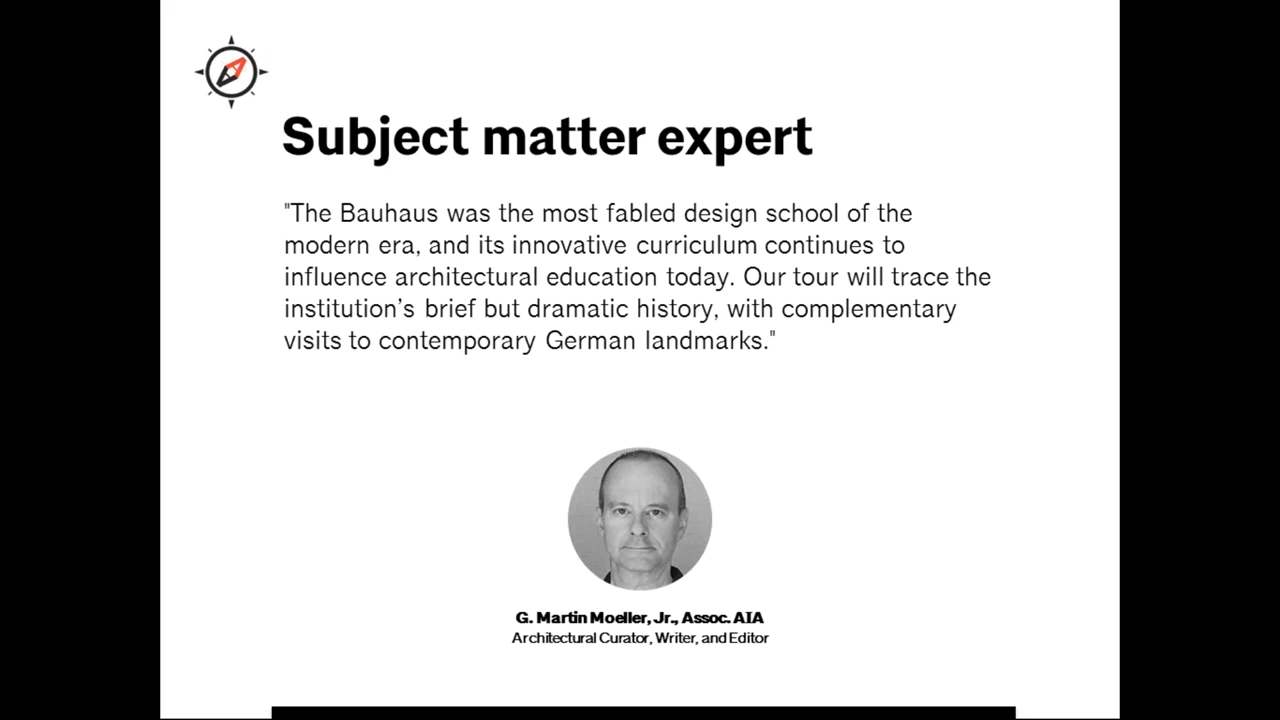 Subject matter expert
"The Bauhaus was the most fabled design school of the
modern era, and its innovative curriculum continues to
influence architectural education today. Our tour will trace the
institution’s brief but dramatic history, with complementary
visits to contemporary German landmarks."
G. Martin Moeller, Jr., Assoc. AIA
Architectural Curator, Writer, and Editor